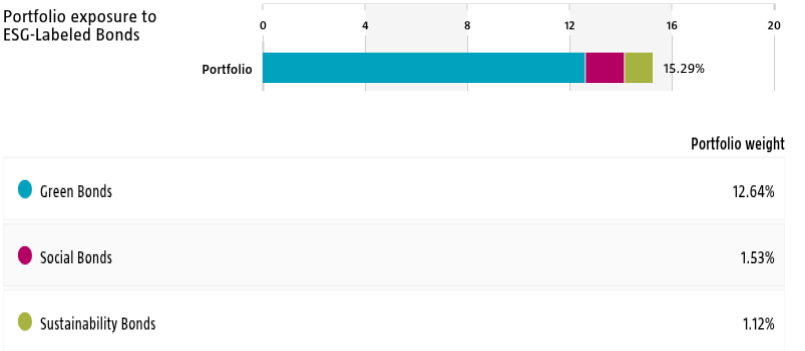 Portfolio exposure to
ESG-Labeled Bonds
0 4 8 12 16 20
Portfolio 15.29%
Portfolio weight
Green Bonds 12.64%
Social Bonds 1.53%
Sustainability Bonds 1.12%